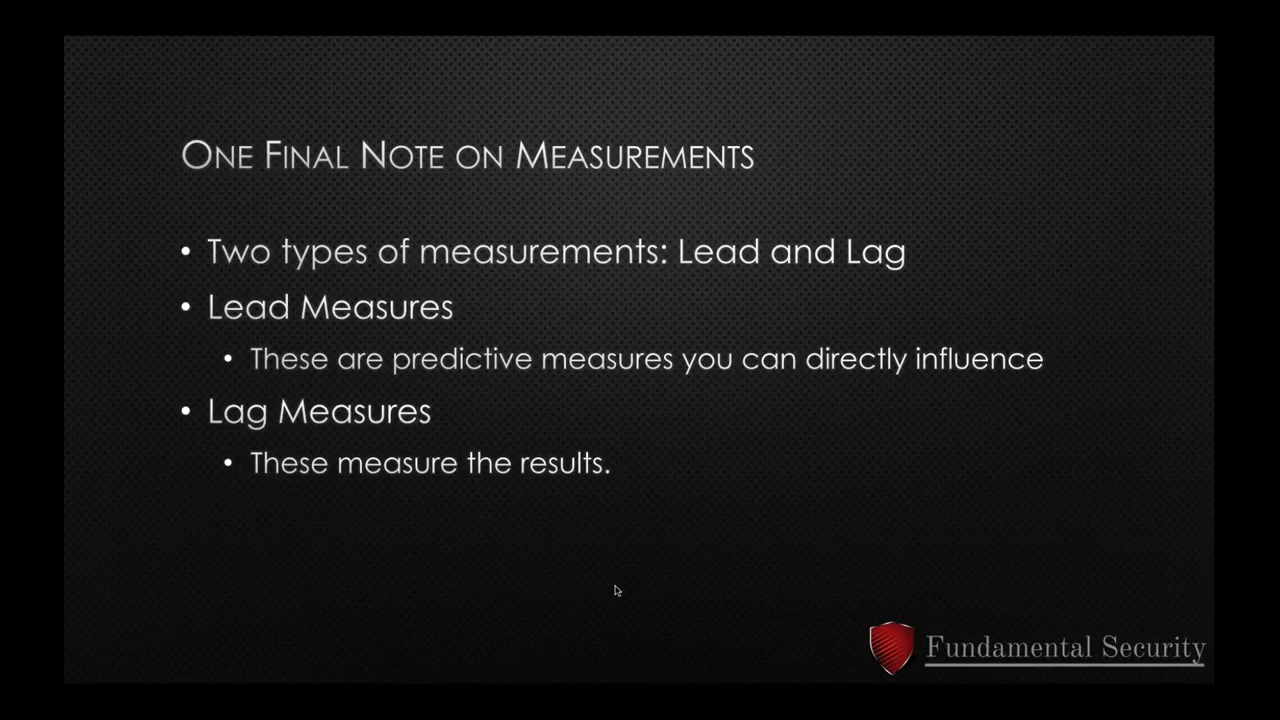 One Final Note on Measurements
• Two types of measurements: Lead and Lag
• Lead Measures
• These are predictive measures you can directly influence
• Lag Measures
• These measure the results.
Fundamental Security